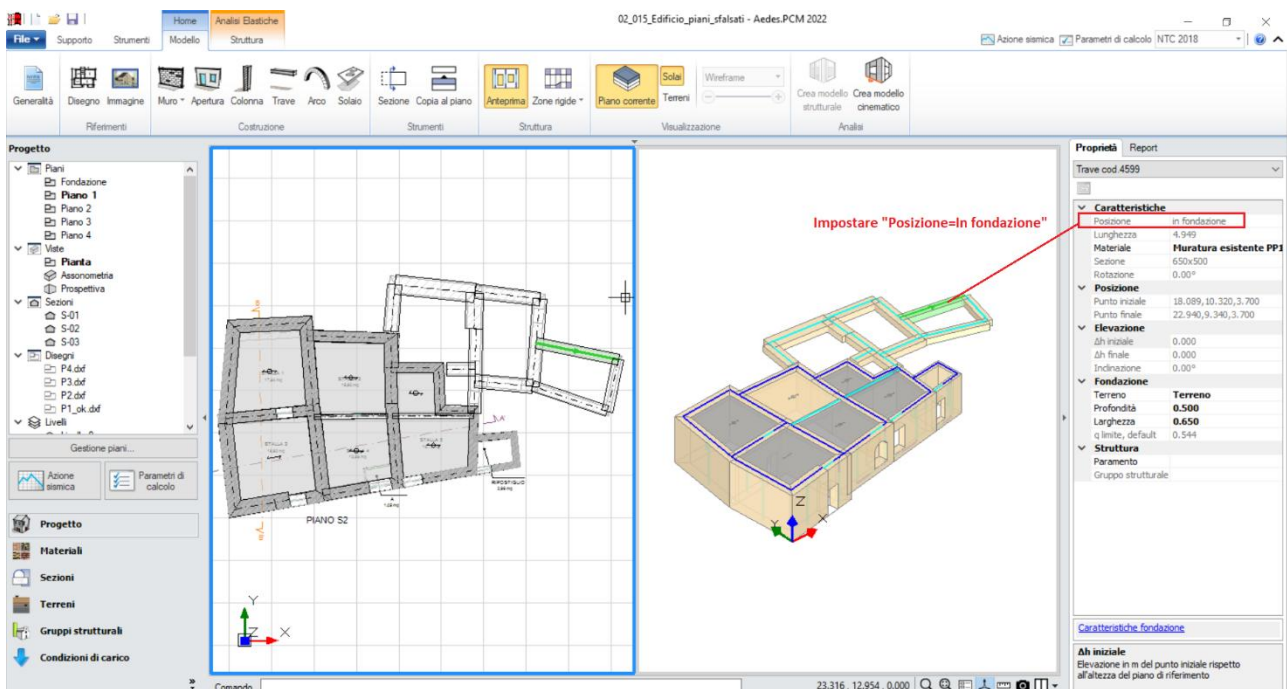 02_015_Edificio_piani_sfalsati - Aedes.PCM 2022
Home
Analisi Elastiche
File
Supporto
Strumenti
Modello
Struttura
Azione sismica
Parametri di calcolo
NTC 2018
Generalità
Disegno
Immagine
Muro
Apertura
Colonna
Trave
Arco
Solaio
Sezione
Copia al piano
Anteprima
Zone rigide
Piano corrente
Solai
Terreni
Wireframe
Crea modello strutturale
Crea modello cinematico
Riferimenti
Costruzione
Strumenti
Struttura
Visualizzazione
Analisi
Progetto
Piani
Fondazione
Piano 1
Piano 2
Piano 3
Piano 4
Viste
Pianta
Assonometria
Prospettiva
Sezioni
S-01
S-02
S-03
Disegni
P4.dxf
P3.dxf
P2.dxf
P1_ok.dxf
Livelli
Gestione piani...
Azione sismica
Parametri di calcolo
Progetto
Materiali
Sezioni
Terreni
Gruppi strutturali
Condizioni di carico
PIANO S2
RIPOSTIGLIO
Y
Z
X
Impostare "Posizione=In fondazione"
Z
Y
X
Comando
23.316, 12.954, 0.000
Proprietà
Report
Trave cod.4599
Caratteristiche
Posizione in fondazione
Lunghezza 4.949
Materiale Muratura esistente PP1
Sezione 650x500
Rotazione 0.00°
Posizione
Punto iniziale 18.089,10.320,3.700
Punto finale 22.940,9.340,3.700
Elevazione
Δh iniziale 0.000
Δh finale 0.000
Inclinazione 0.00°
Fondazione
Terreno Terreno
Profondità 0.500
Larghezza 0.650
q limite, default 0.544
Struttura
Paramento
Gruppo strutturale
Caratteristiche fondazione
Δh iniziale
Elevazione in m del punto iniziale rispetto
all'altezza del piano di riferimento